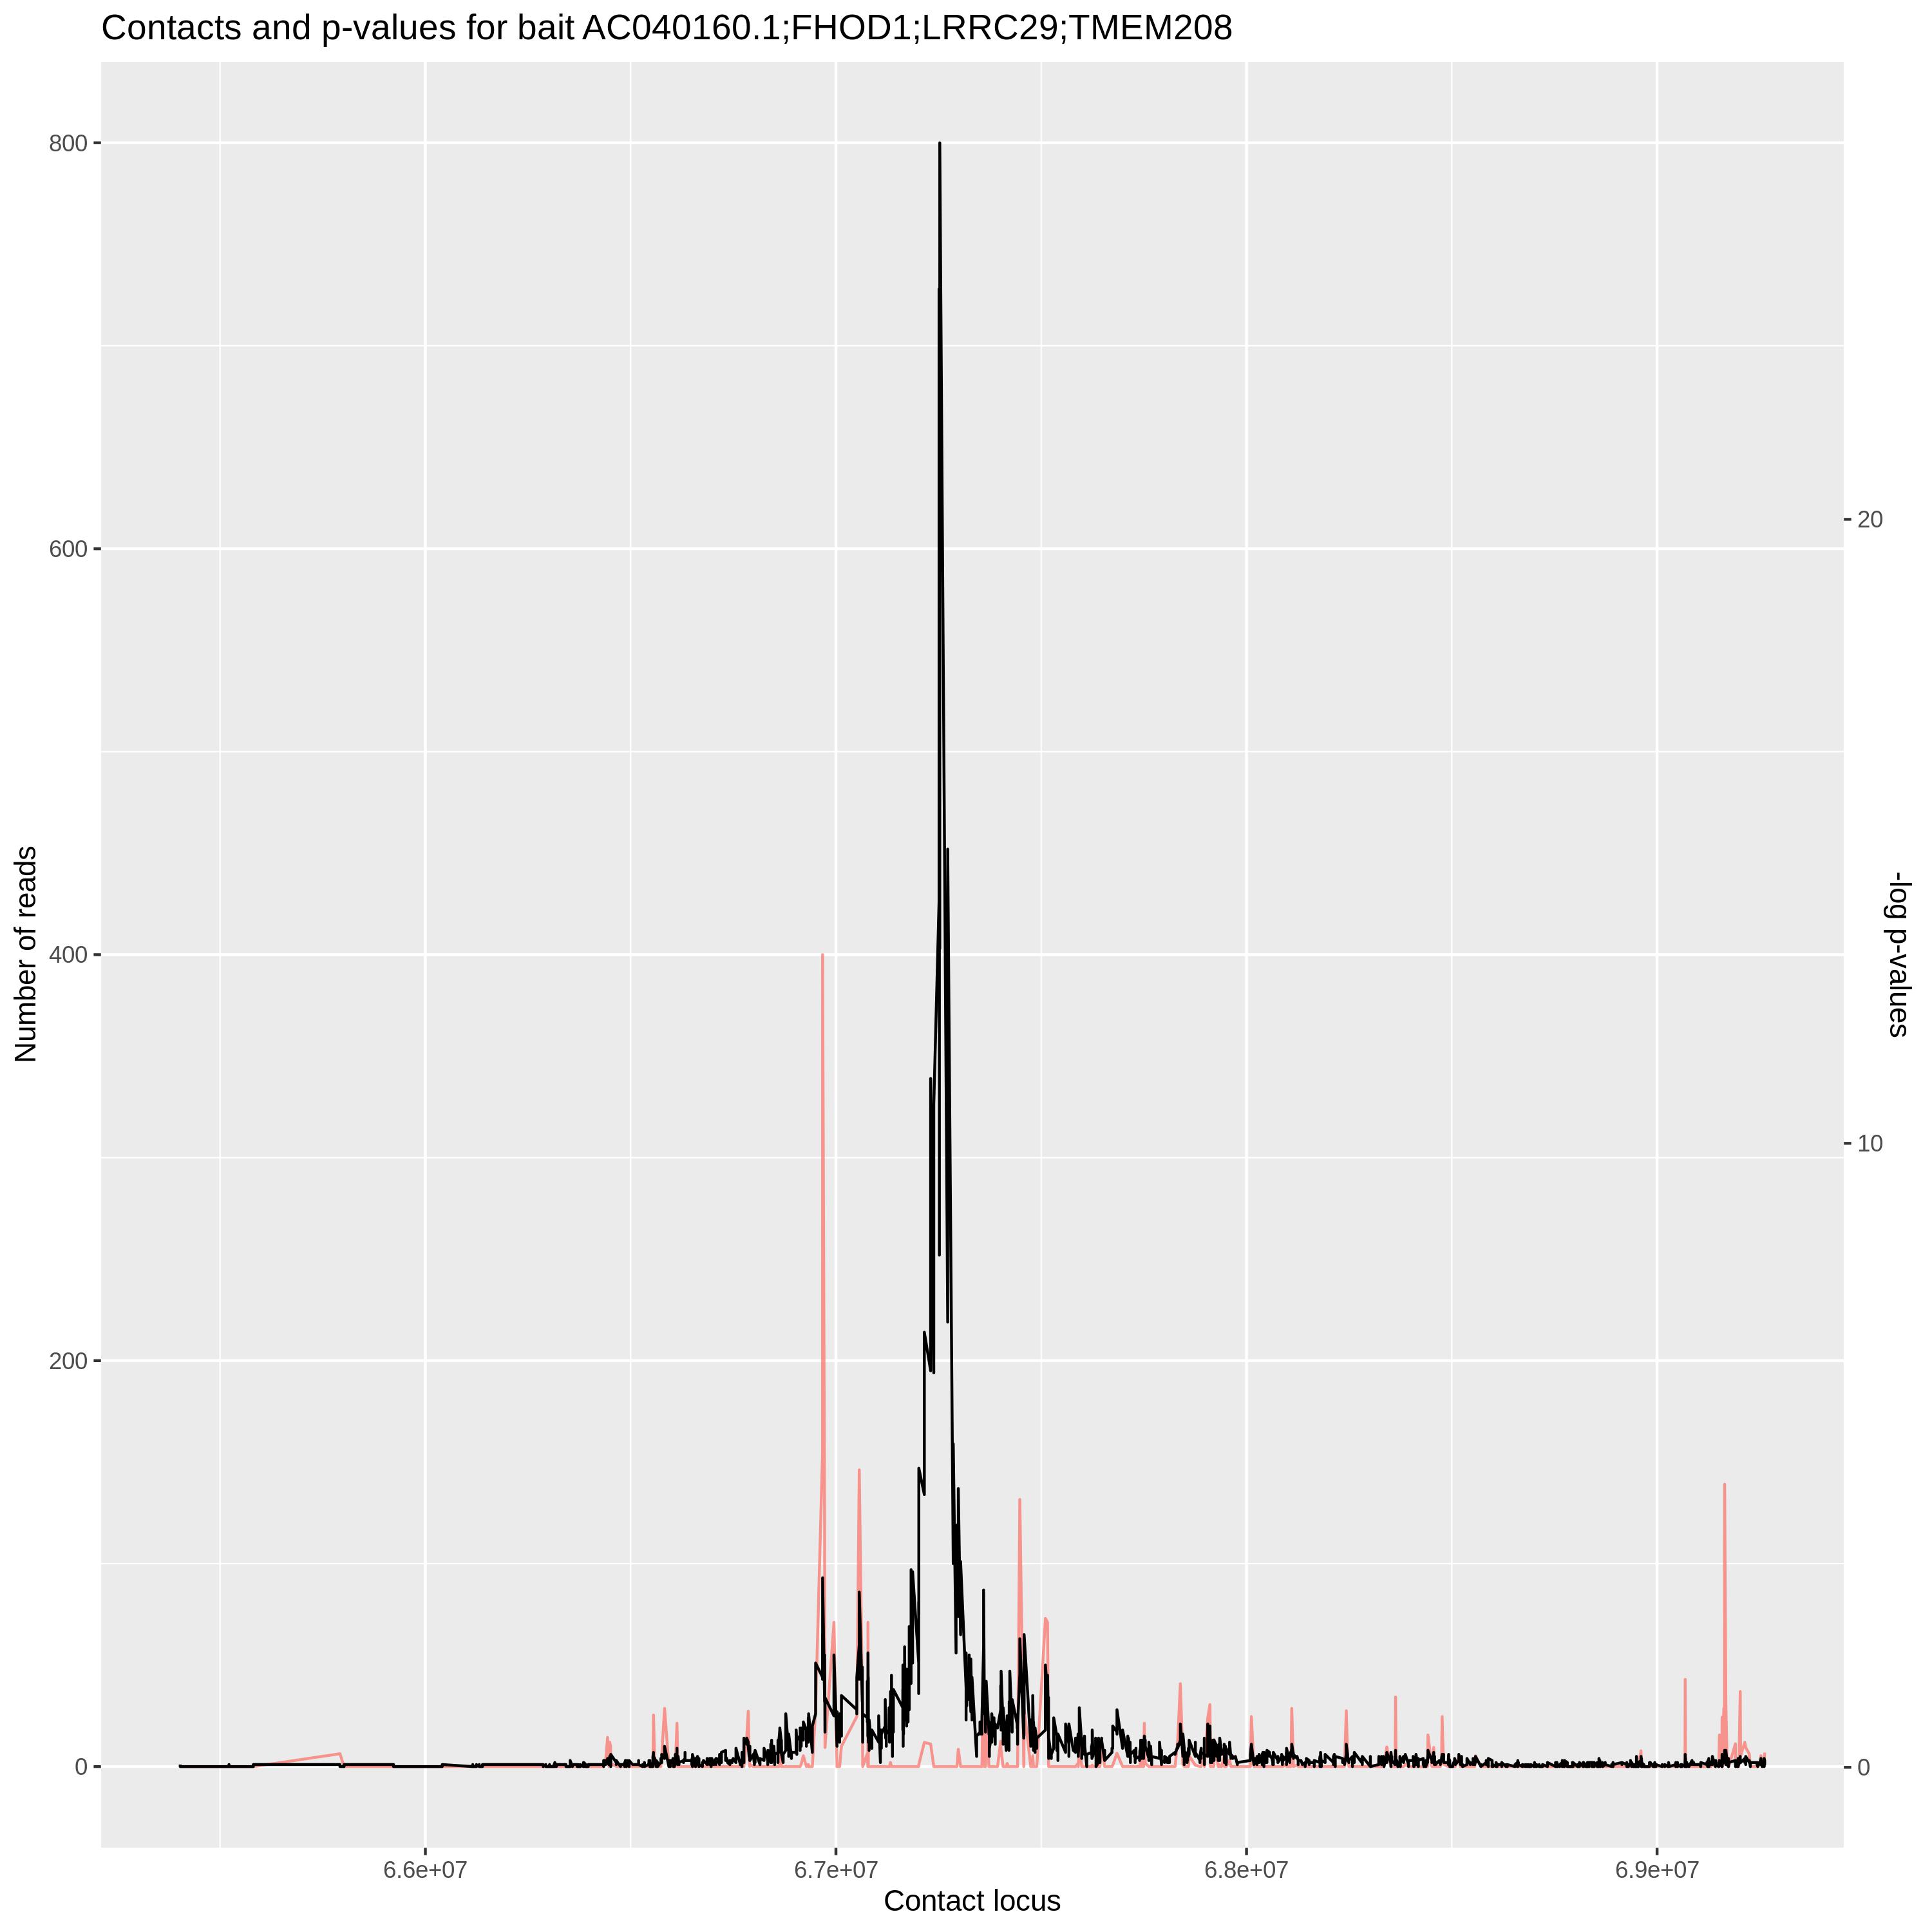 Contacts and p-values for bait AC040160.1;FHOD1;LRRC29;TMEM208
800
600
400
200
0
Number of reads
20
10
0
-log p-values
6.6e+07
6.7e+07
6.8e+07
6.9e+07
Contact locus